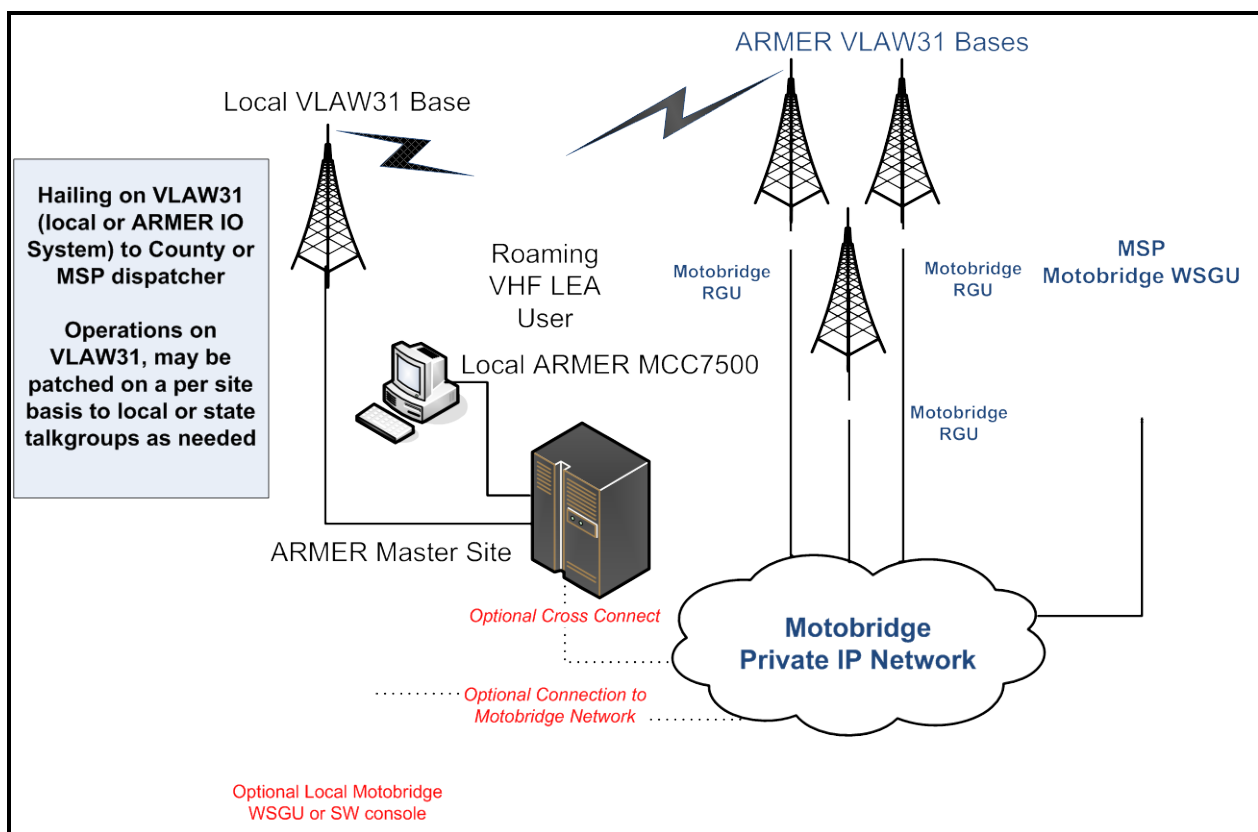 ARMER VLAW31 Bases
Local VLAW31 Base
Hailing on VLAW31
(local or ARMER IO
System) to County or
MSP dispatcher
Operations on
VLAW31, may be
patched on a per site
basis to local or state
talkgroups as needed
Roaming
VHF LEA
User
Local ARMER MCC7500
ARMER Master Site
Motobridge
RGU
Motobridge
RGU
MSP
Motobridge WSGU
Motobridge
RGU
Optional Cross Connect
Motobridge
Private IP Network
Optional Connection to
Motobridge Network
Optional Local Motobridge
WSGU or SW console